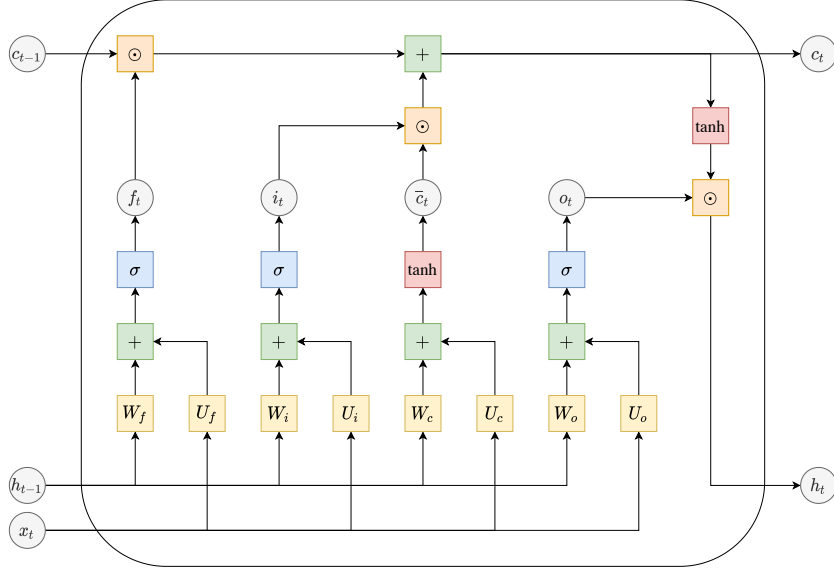 c_{t-1} ⊙ + c_t
⊙ tanh
f_t i_t c̅_t o_t ⊙
σ σ tanh σ
+ + + +
W_f U_f W_i U_i W_c U_c W_o U_o
h_{t-1} h_t
x_t